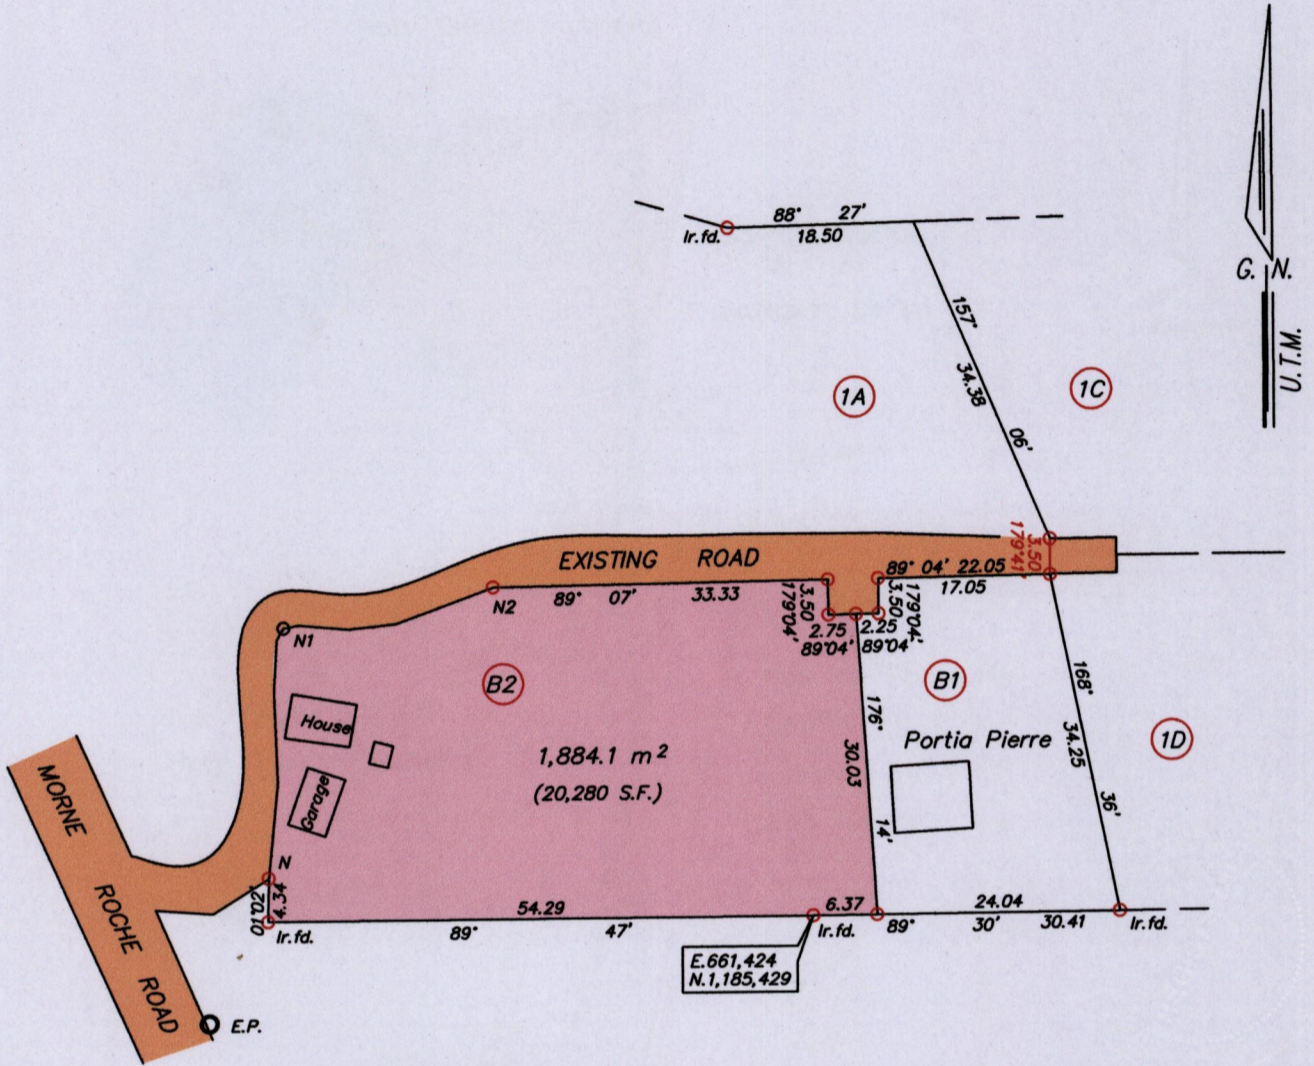 88° 27'
Ir.fd.
18.50
G. N.
U.T.M.
157°
34.38
06'
1A
1C
EXISTING ROAD
3.50
179°41'
89° 04' 22.05
17.05
N2
89° 07' 33.33
3.50
179°04'
3.50
179°04'
2.75
89°04'
2.25
89°04'
N1
B2
B1
House
1,884.1 m²
(20,280 S.F.)
Garage
176°
30.03
14'
Portia Pierre
168°
34.25
36'
1D
MORNE ROCHE ROAD
N
0°02'
4.34
Ir.fd.
54.29
89° 47'
6.37
Ir.fd.
24.04
89° 30' 30.41
Ir.fd.
E.661,424
N.1,185,429
E.P.